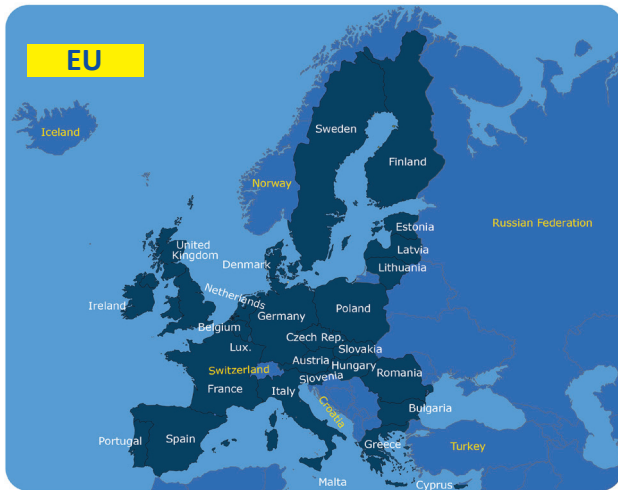 EU
Iceland
Sweden
Finland
Norway
Russian Federation
Estonia
Latvia
Lithuania
United
Kingdom
Denmark
Ireland
Netherlands
Germany
Poland
Belgium
Czech Rep.
Lux.
Slovakia
Austria
Hungary
Switzerland
Slovenia
Romania
France
Italy
Croatia
Bulgaria
Portugal
Spain
Greece
Turkey
Malta
Cyprus